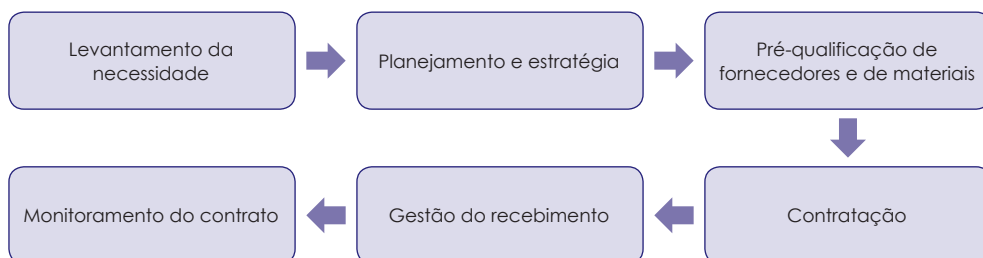 Levantamento da
necessidade
Planejamento e estratégia
Pré-qualificação de
fornecedores e de materiais
Contratação
Gestão do recebimento
Monitoramento do contrato